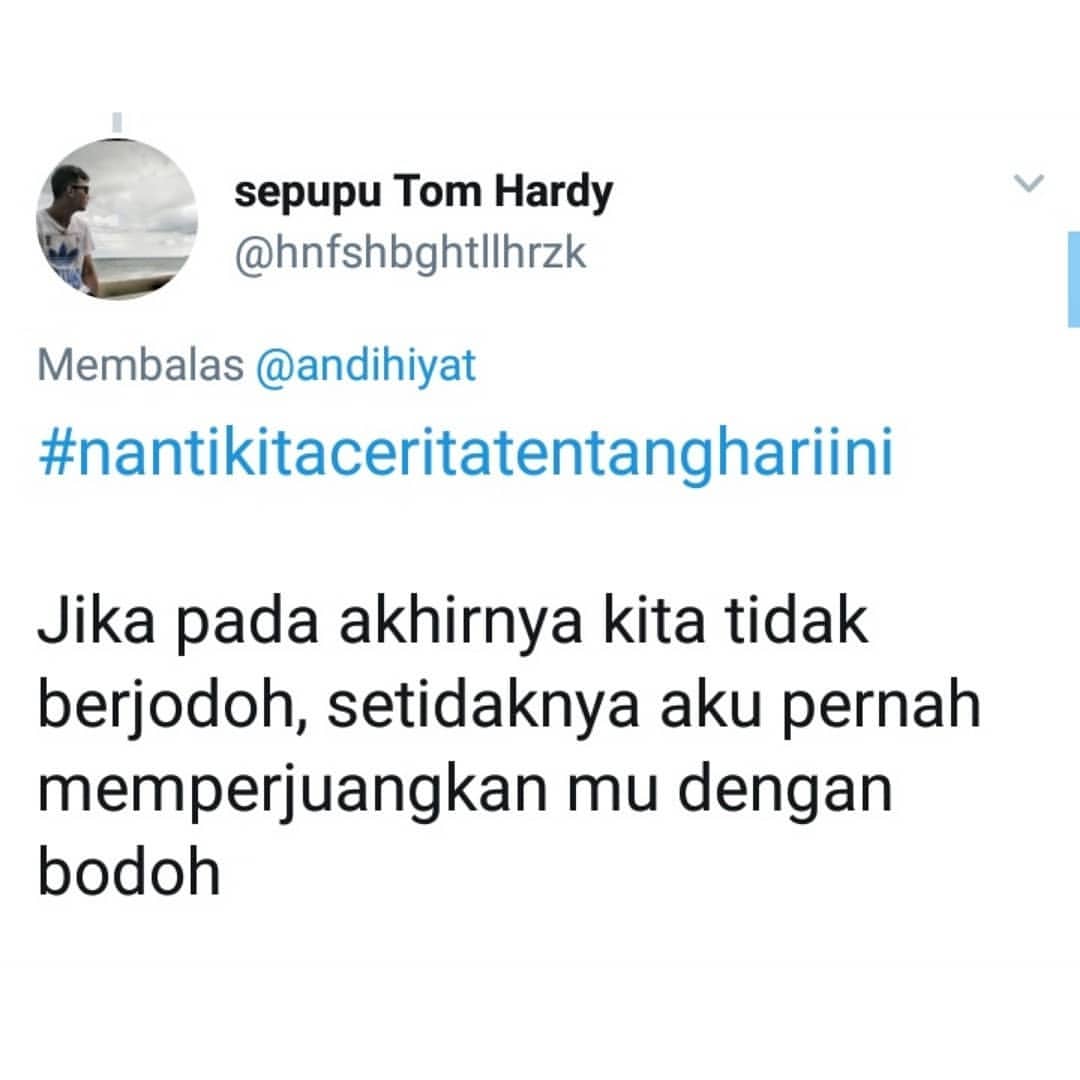 sepupu Tom Hardy
@hnfshbghtllhrzk
Membalas @andihiyat
#nantikitaceritatentanghariini
Jika pada akhirnya kita tidak
berjodoh, setidaknya aku pernah
memperjuangkan mu dengan
bodoh